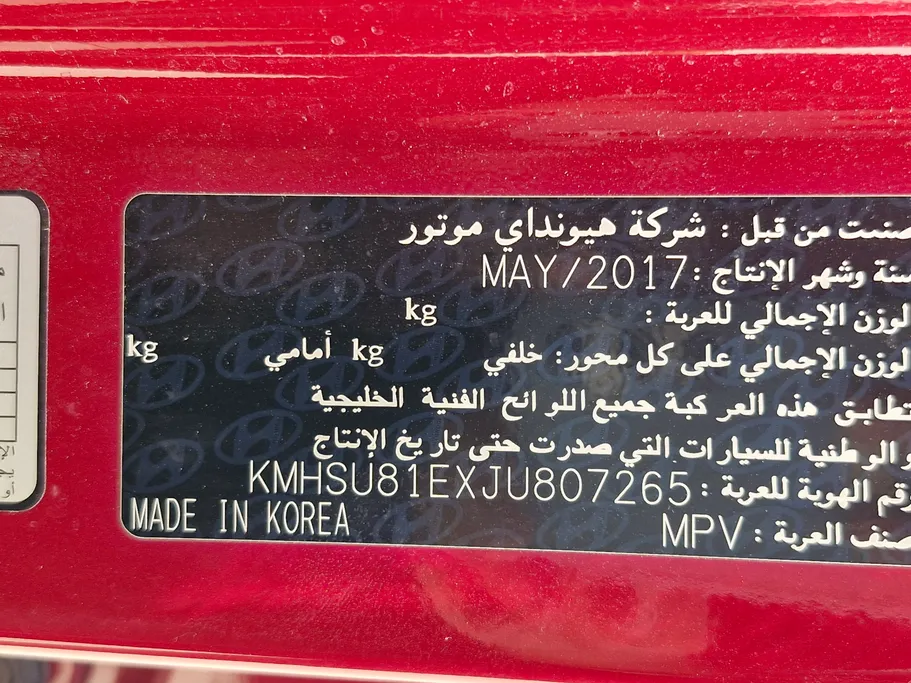 صنعت من قبل : شركة هيونداي موتور
سنة وشهر الإنتاج : MAY/2017
الوزن الإجمالي للعربة : kg
الوزن الإجمالي على كل محور: خلفي kg أمامي kg
تطابق هذه العركبة جميع اللوائح الفنية الخليجية
والوطنية للسيارات التي صدرت حتى تاريخ الإنتاج
رقم الهوية للعربة : KMHSU81EXJU807265
صنف العربة : MPV
MADE IN KOREA